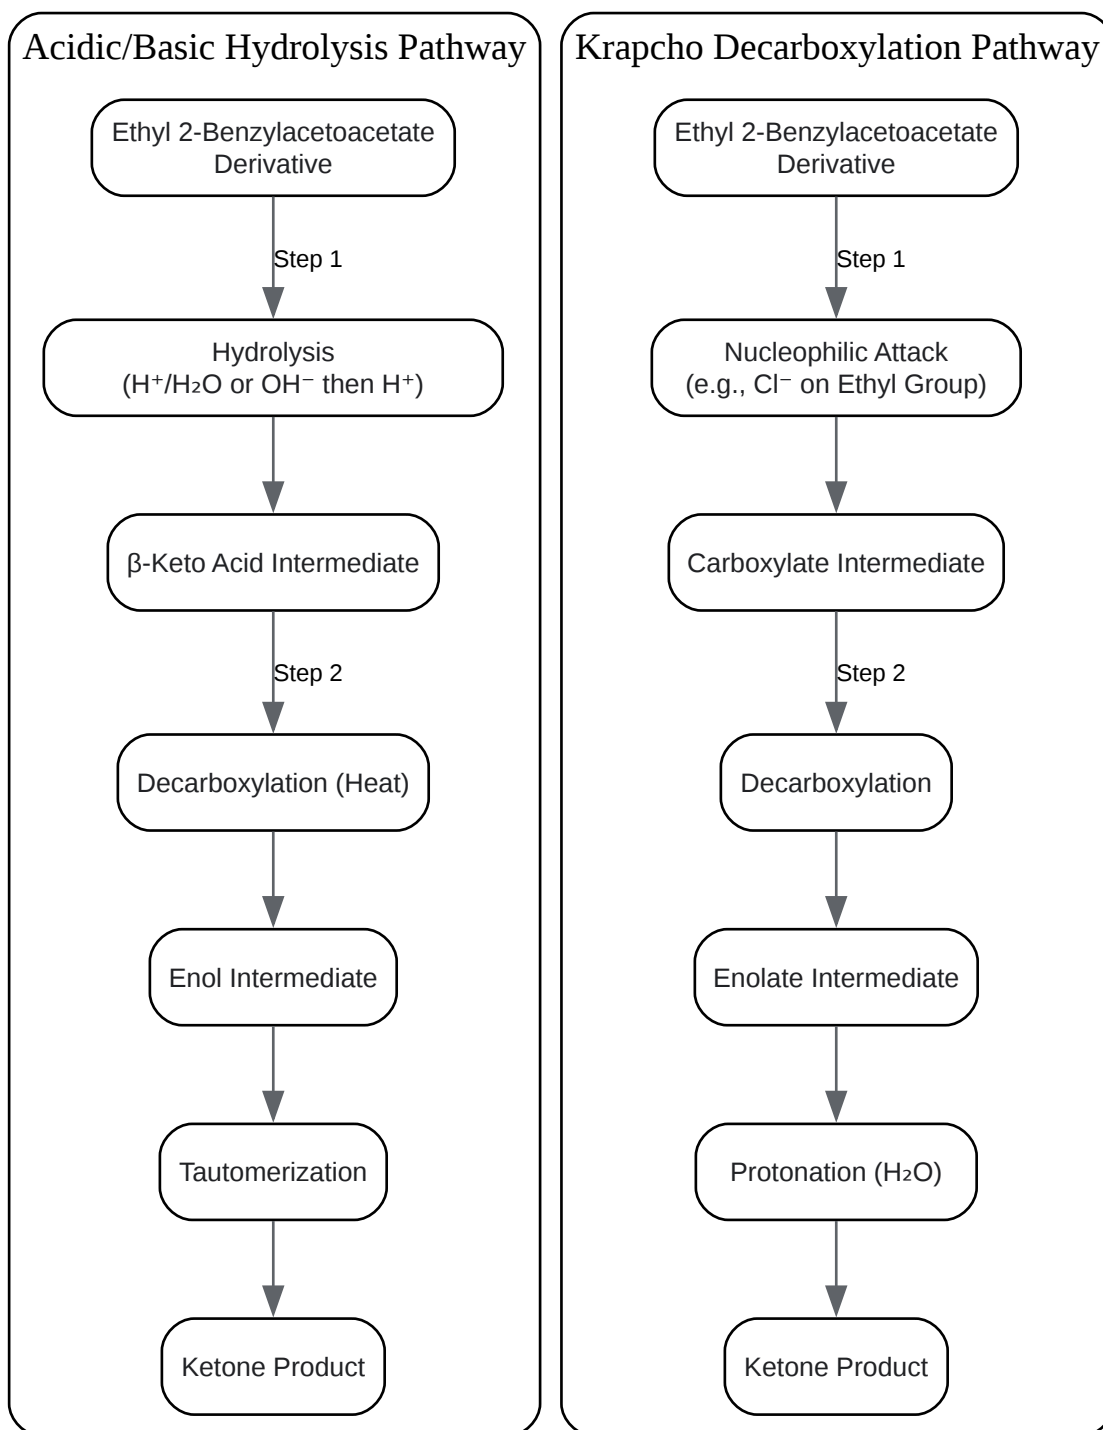 Acidic/Basic Hydrolysis Pathway
Ethyl 2-Benzylacetoacetate
Derivative
Step 1
Hydrolysis
(H⁺/H₂O or OH⁻ then H⁺)
β-Keto Acid Intermediate
Step 2
Decarboxylation (Heat)
Enol Intermediate
Tautomerization
Ketone Product
Krapcho Decarboxylation Pathway
Ethyl 2-Benzylacetoacetate
Derivative
Step 1
Nucleophilic Attack
(e.g., Cl⁻ on Ethyl Group)
Carboxylate Intermediate
Step 2
Decarboxylation
Enolate Intermediate
Protonation (H₂O)
Ketone Product